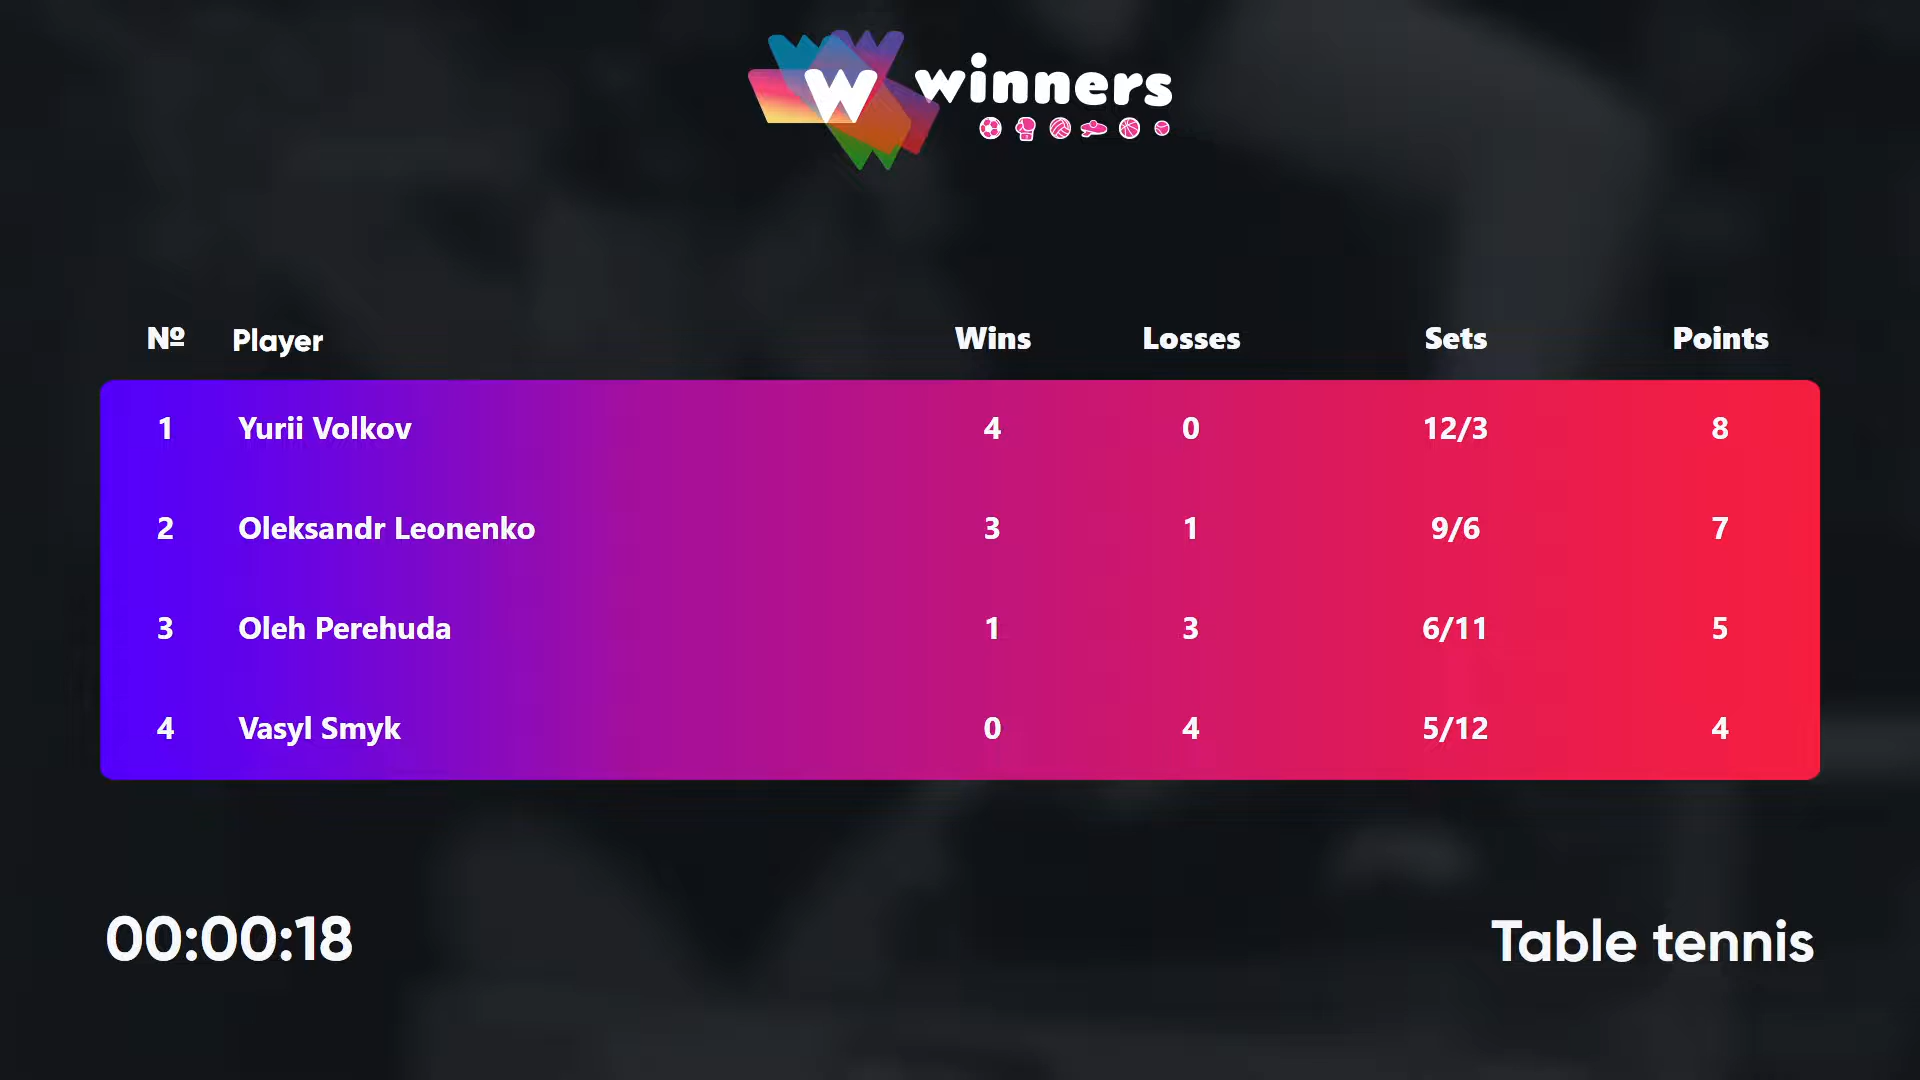 W winners
Nº Player Wins Losses Sets Points
1 Yurii Volkov 4 0 12/3 8
2 Oleksandr Leonenko 3 1 9/6 7
3 Oleh Perehuda 1 3 6/11 5
4 Vasyl Smyk 0 4 5/12 4
00:00:18 Table tennis